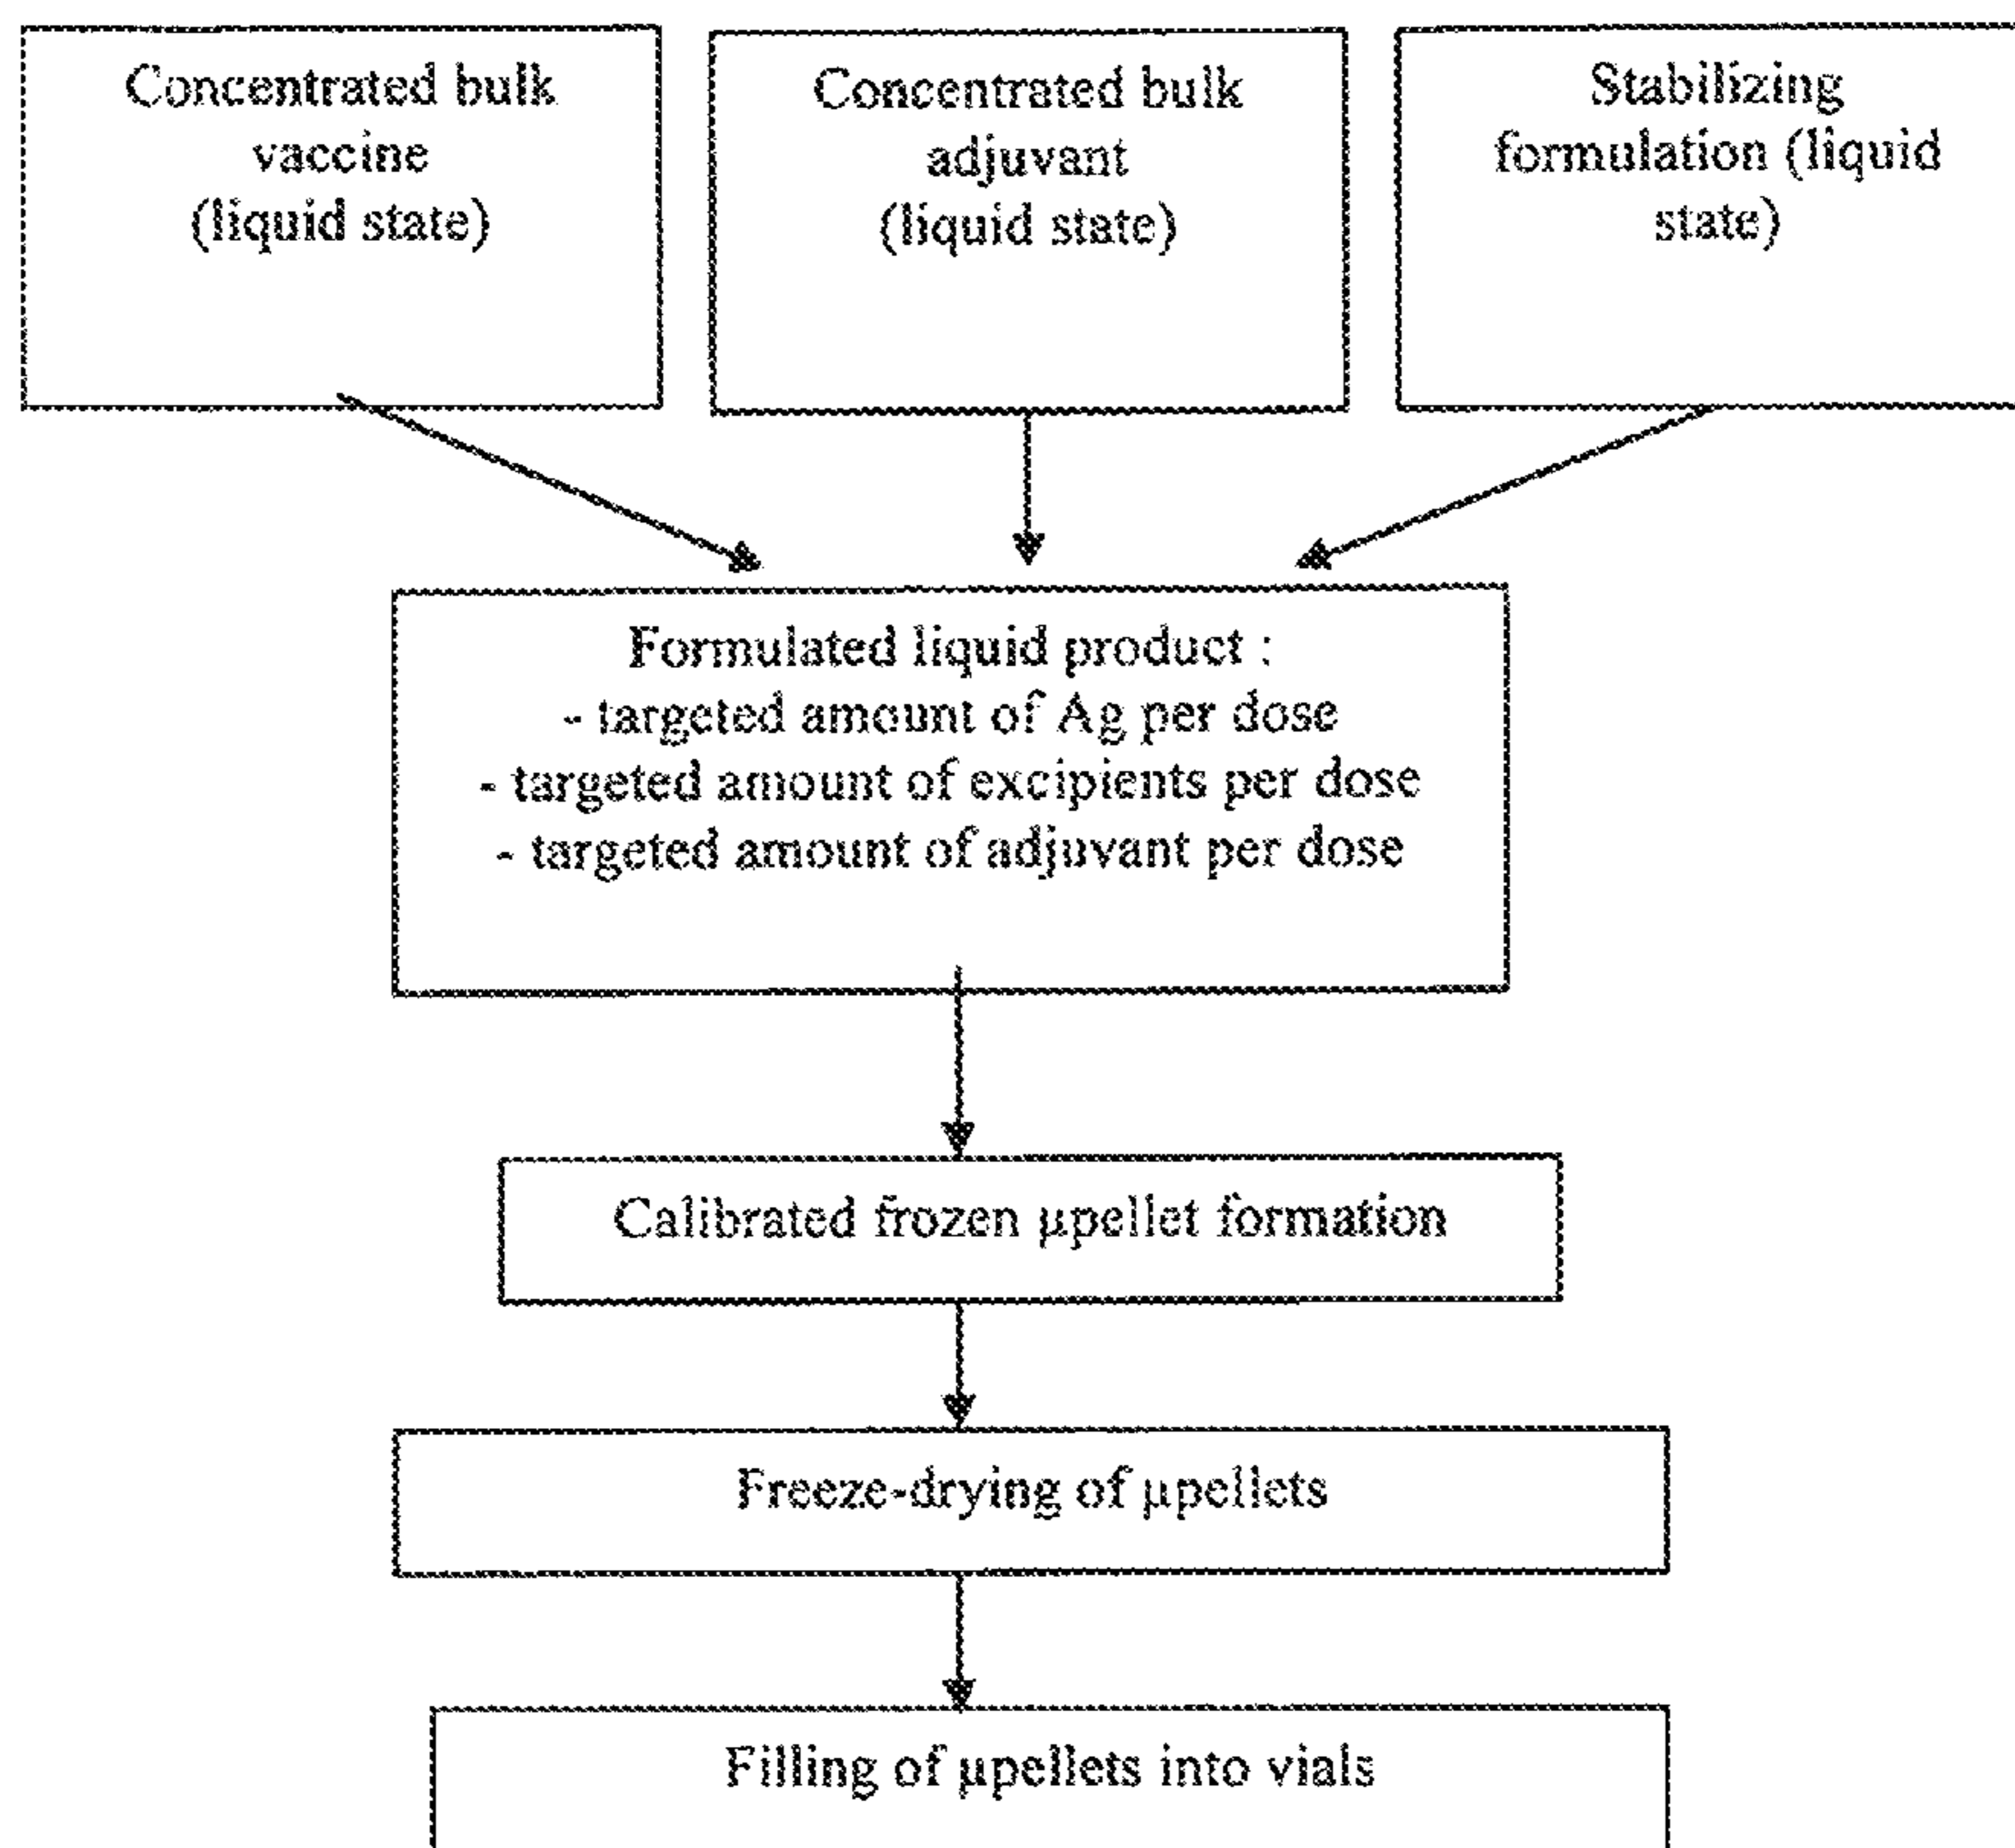 Concentrated bulk
vaccine
(liquid state)
Concentrated bulk
adjuvant
(liquid state)
Stabilizing
formulation (liquid
state)
Formulated liquid product :
- targeted amount of Ag per dose
- targeted amount of excipients per dose
- targeted amount of adjuvant per dose
Calibrated frozen µpellet formation
Freeze-drying of µpellets
Filling of µpellets into vials